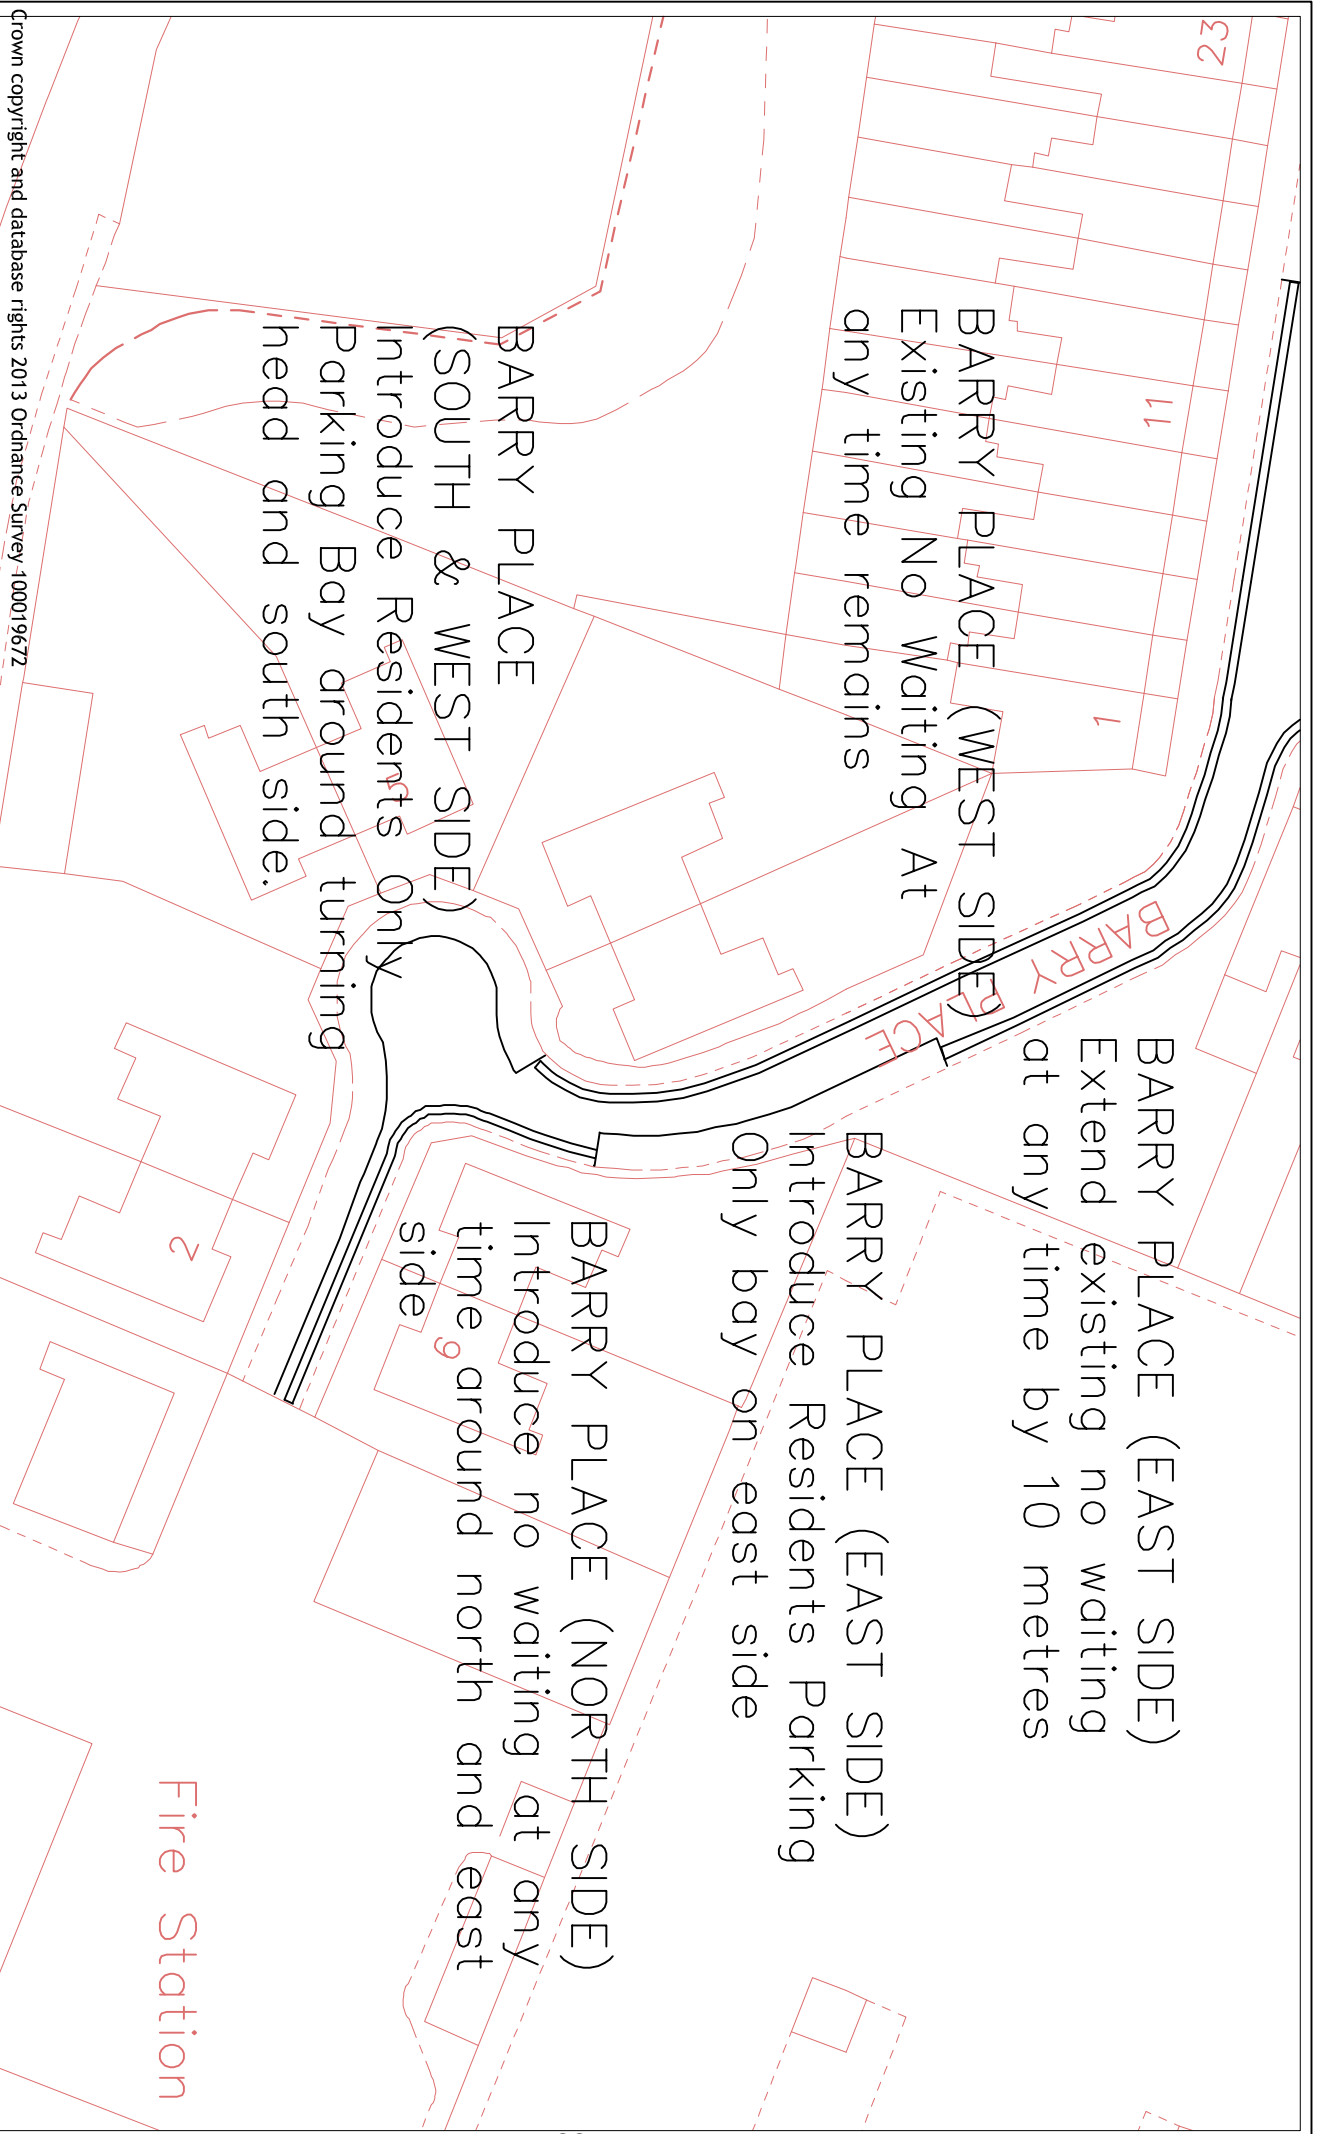 23
11
1
BARRY PLACE (WEST SIDE)
Existing No Waiting At
any time remains
BARRY PLACE
BARRY PLACE (EAST SIDE)
Extend existing no waiting
at any time by 10 metres
BARRY PLACE (EAST SIDE)
Introduce Residents Parking
Only bay on east side
BARRY PLACE (NORTH SIDE)
Introduce no waiting at any
time around north and east
side
BARRY PLACE
(SOUTH & WEST SIDE)
Introduce Residents Only
Parking Bay around turning
head and south side.
5
9
2
Fire Station
Crown copyright and database rights 2013 Ordnance Survey 100019672